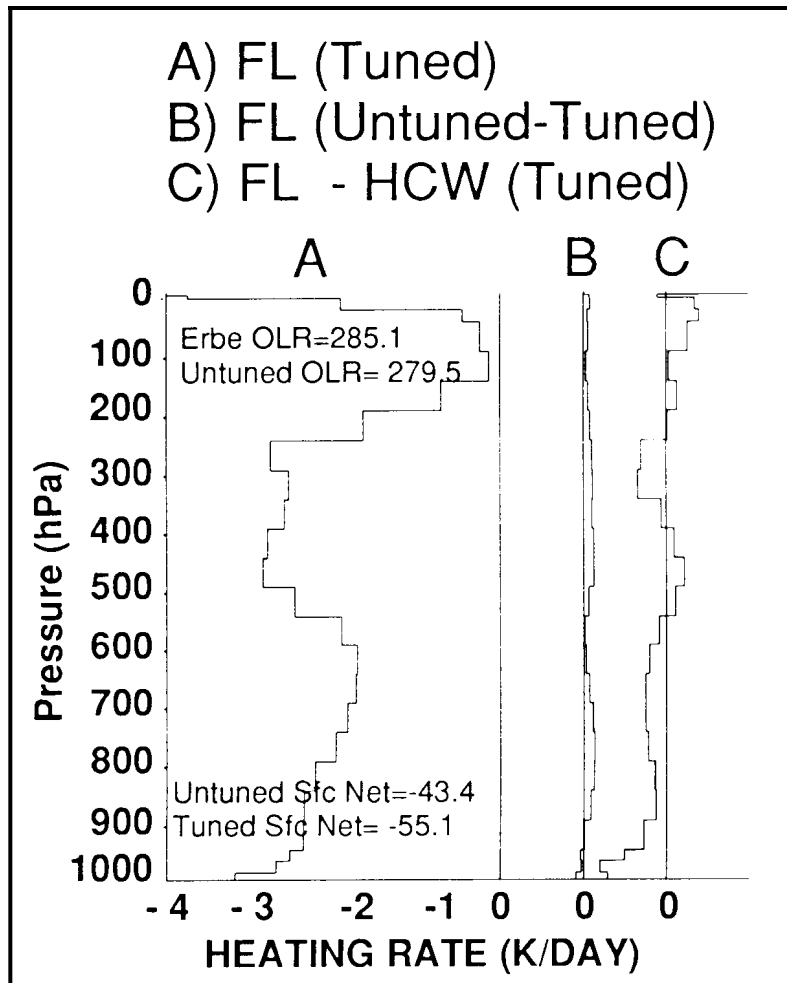 A) FL (Tuned)
B) FL (Untuned-Tuned)
C) FL - HCW (Tuned)
A B C
0
Erbe OLR=285.1
100
Untuned OLR= 279.5
200
300
400
500
600
700
800
Untuned Sfc Net=-43.4
900
Tuned Sfc Net= -55.1
1000
Pressure (hPa)
- 4 - 3 -2 -1 0 0 0
HEATING RATE (K/DAY)